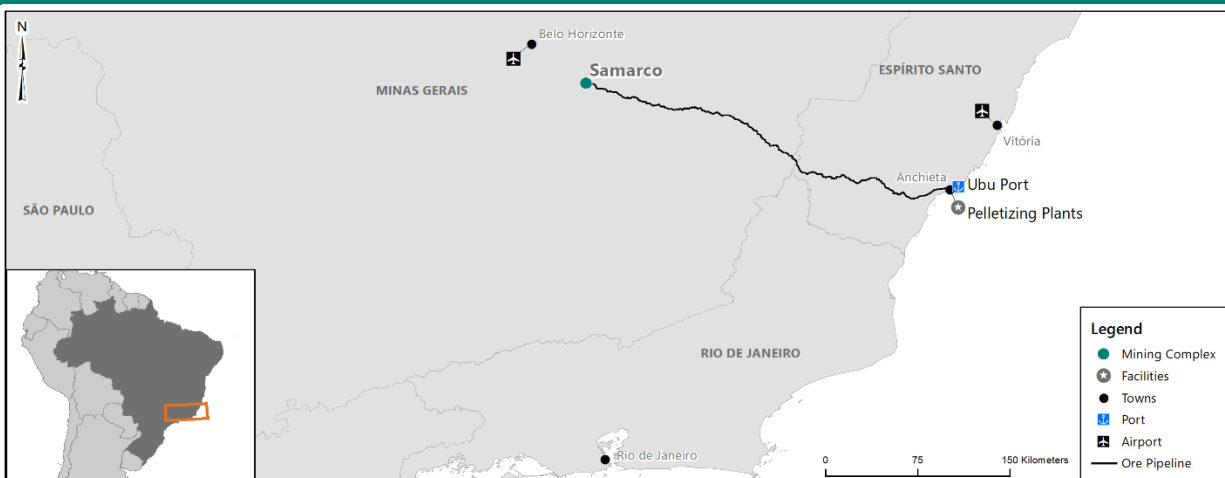 N
Belo Horizonte
Samarco
MINAS GERAIS
ESPÍRITO SANTO
Vitória
Anchieta
Ubu Port
Pelletizing Plants
SÃO PAULO
RIO DE JANEIRO
Rio de Janeiro
0 75 150 Kilometers
Legend
Mining Complex
Facilities
Towns
Port
Airport
Ore Pipeline